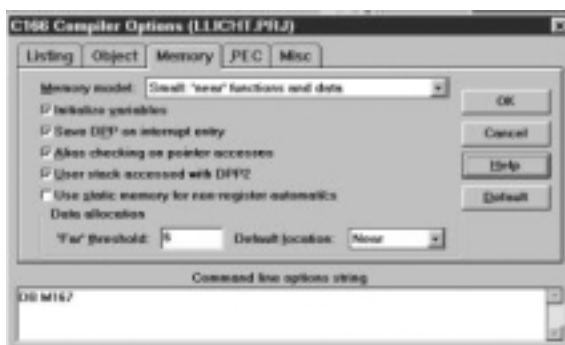 C166 Compiler Options (LLICHT.PRJ)
Listing Object Memory PEC Misc
Memory model: Small: 'near' functions and data
Initialize variables
Save DPP on interrupt entry
Alias checking on pointer accesses
User stack accessed with DPP2
Use static memory for non-register automatics
Data allocation
'Far' threshold: 6 Default location: Near
OK
Cancel
Help
Default
Command line options string
DB M167